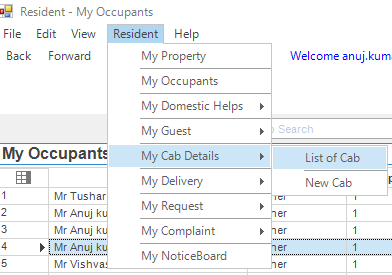 Resident - My Occupants
File Edit View Resident Help
Back Forward Welcome anuj.kuma
My Property
My Occupants
My Domestic Helps
My Guest
My Cab Details
My Delivery
My Request
My Complaint
My NoticeBoard
List of Cab
New Cab
Search
My Occupants
1 Mr Tushar 1
2 Mr Anuj ku ner 1
3 Mr Anuj ku ner 1
4 Mr Anuj ku ner 1
5 Mr Vishvas 1